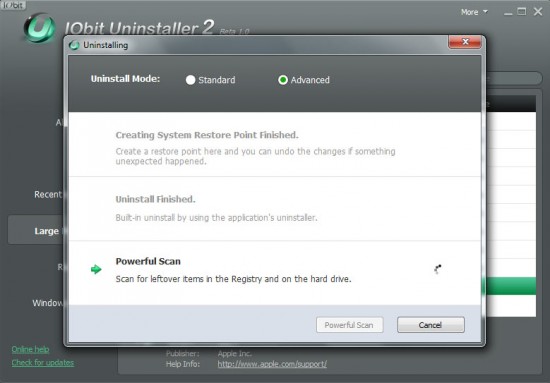 IObit
More
IObit Uninstaller 2 Beta 1.0
Uninstalling
Uninstall Mode:
Standard
Advanced
Creating System Restore Point Finished.
Create a restore point here and you can undo the changes if something
unexpected happened.
Recent
Uninstall Finished.
Built-in uninstall by using the application's uninstaller.
Large
Powerful Scan
Scan for leftover items in the Registry and on the hard drive.
Window
Powerful Scan
Cancel
Online help
Check for updates
Publisher: Apple Inc.
Help Info: http://www.apple.com/support/